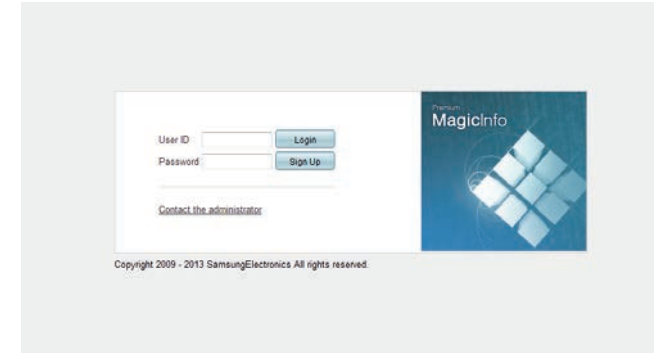 Premium
MagicInfo
User ID
Login
Password
Sign Up
Contact the administrator
Copyright 2009 - 2013 SamsungElectronics All rights reserved.